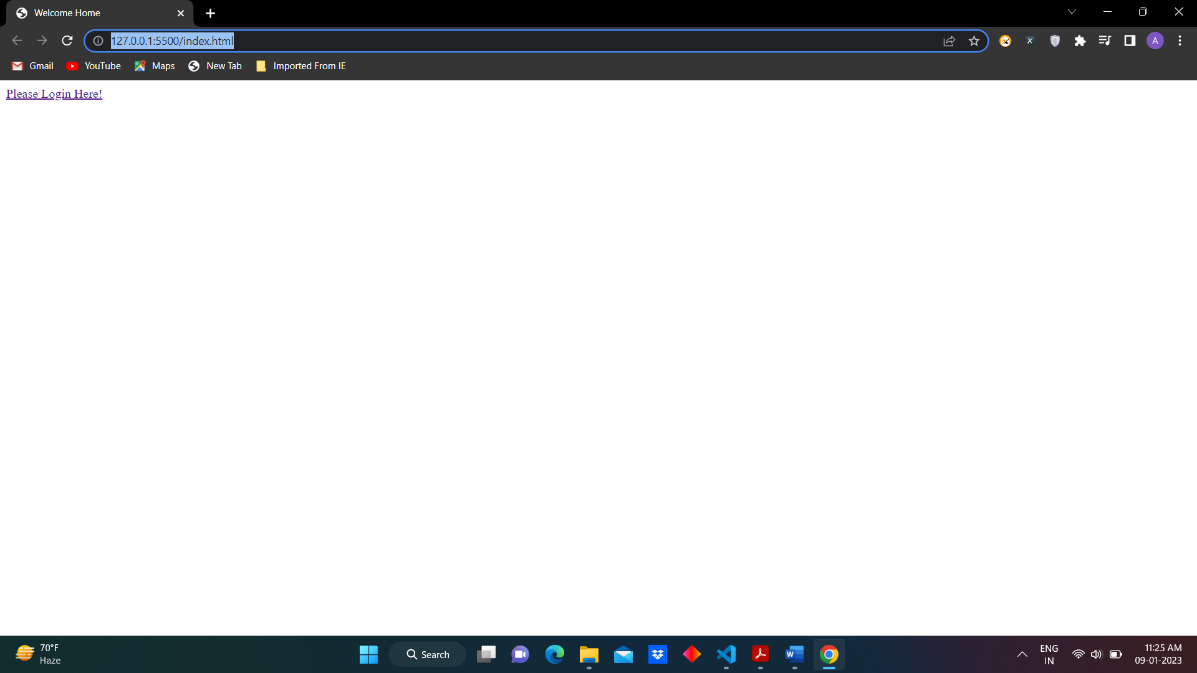 Welcome Home
127.0.0.1:5500/index.html
A
Gmail
YouTube
Maps
New Tab
Imported From IE
Please Login Here!
70°F
Haze
Search
ENG
IN
11:25 AM
09-01-2023